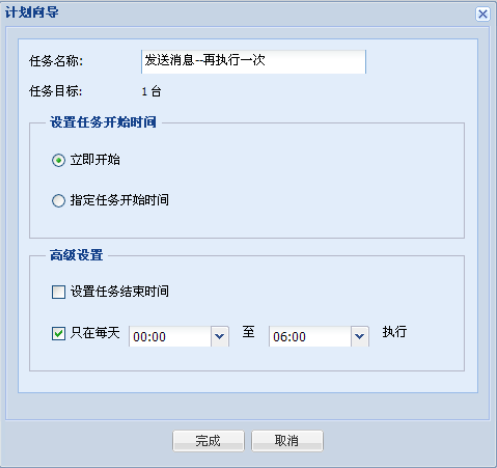 计划向导
任务名称: 发送消息--再执行一次
任务目标: 1 台
设置任务开始时间
立即开始
指定任务开始时间
高级设置
设置任务结束时间
只在每天 00:00 至 06:00 执行
完成 取消